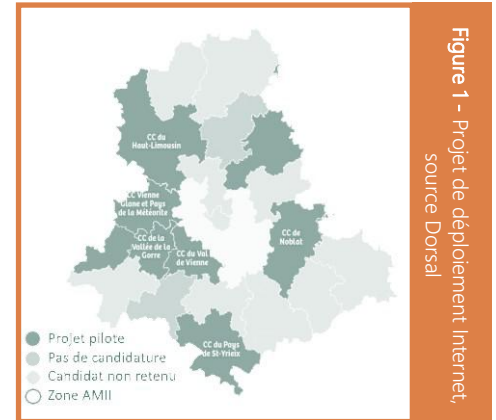 CC du
Haut-Limousin
CC Vienne
Glane et Pays
de la Météorite
CC de la
Vallée de la
Gorre
CC du Val
de Vienne
CC de
Noblat
CC du Pays
de St-Yrieix
Projet pilote
Pas de candidature
Candidat non retenu
Zone AMII
Figure 1 - Projet de déploiement Internet,
source Dorsal